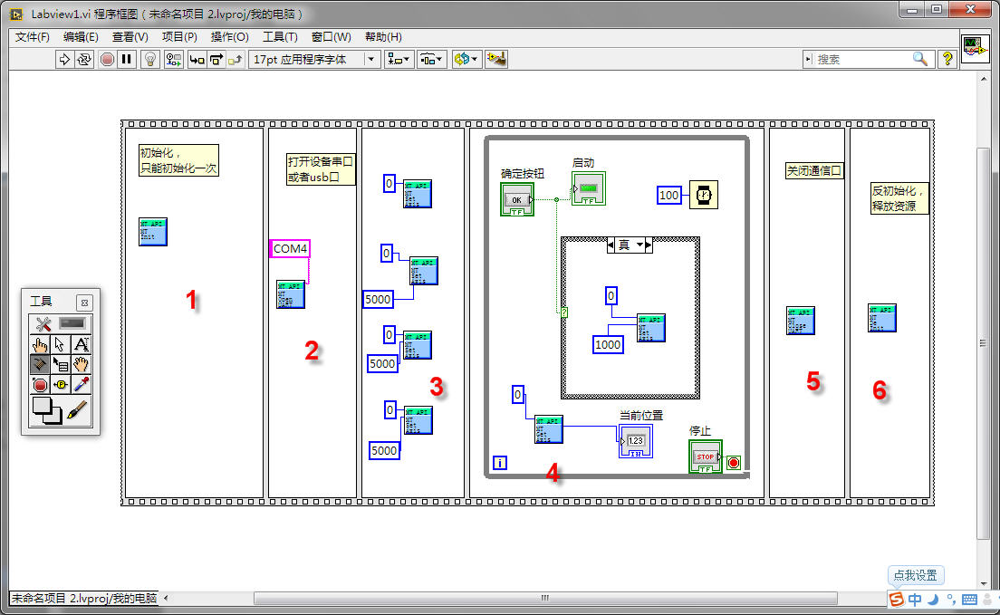 Labview1.vi 程序框图（未命名项目 2.lvproj/我的电脑）
文件(F) 编辑(E) 查看(V) 项目(P) 操作(O) 工具(T) 窗口(W) 帮助(H)
17pt 应用程序字体
搜索
初始化，
只能初始化一次
MT API
MT
Init
1
打开设备串口
或者usb口
COM4
MT API
MT
Open
2
0
MT API
MT
Set
Axis
0
5000
MT API
MT
Set
Axis
0
5000
MT API
MT
Set
Axis
3
0
5000
MT API
MT
Set
Axis
确定按钮
OK
TF
启动
TF
100
真
?
0
1000
MT API
MT
Set
Axis
0
MT API
MT
Get
Axis
当前位置
1.23
I32
停止
STOP
TF
i
4
关闭通信口
MT API
MT
Close
5
反初始化，
释放资源
MT API
MT
De
Init
6
工具
A
P
未命名项目 2.lvproj/我的电脑
点我设置
S 中